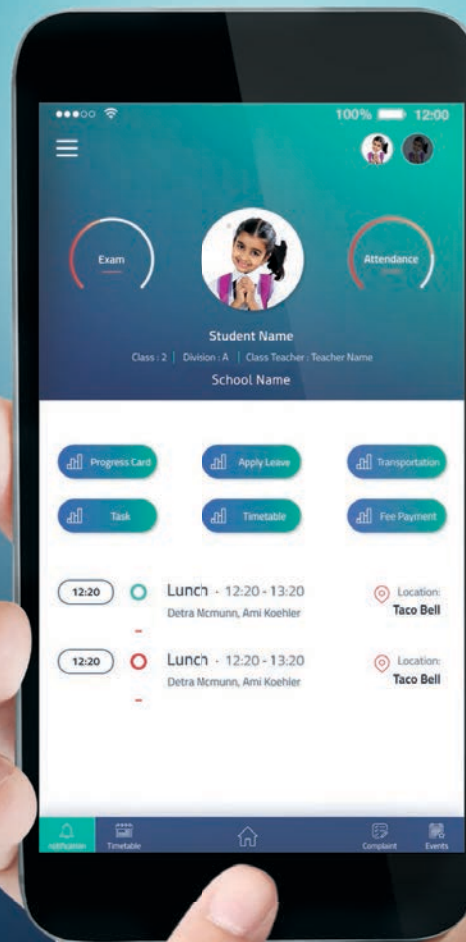 100% 12:00
Exam
Attendance
Student Name
Class : 2 | Division : A | Class Teacher : Teacher Name
School Name
Progress Card
Apply Leave
Transportation
Task
Timetable
Fee Payment
12:20
Lunch - 12:20 - 13:20
Detra Mcmunn, Ami Koehler
Location:
Taco Bell
12:20
Lunch - 12:20 - 13:20
Detra Mcmunn, Ami Koehler
Location:
Taco Bell
notification
Timetable
Complaint
Events